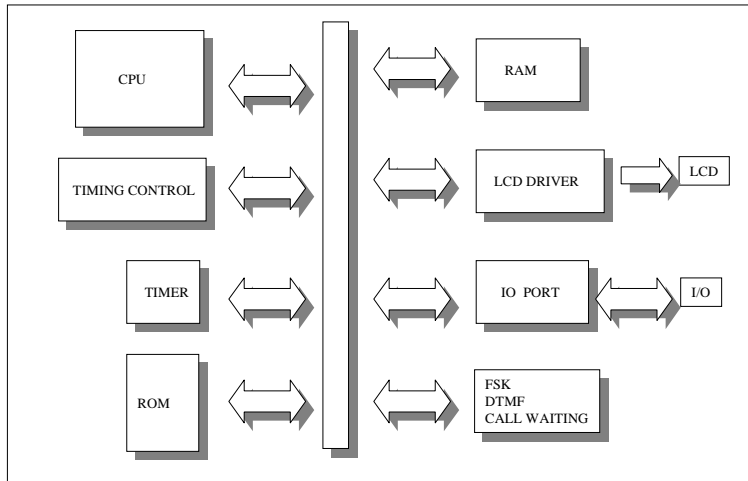 CPU
RAM
TIMING CONTROL
LCD DRIVER
LCD
TIMER
IO PORT
I/O
ROM
FSK
DTMF
CALL WAITING